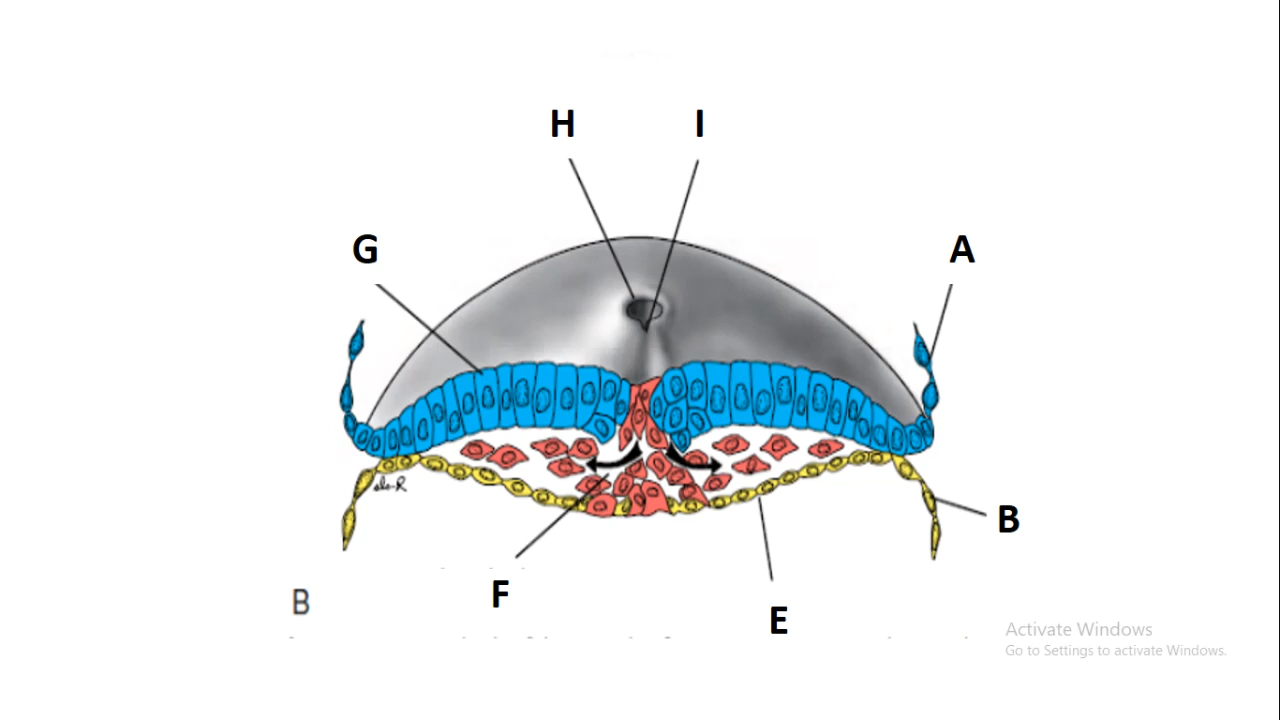 H I
G A
B
F
E
B
Activate Windows
Go to Settings to activate Windows.